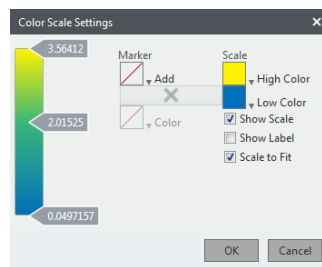 Color Scale Settings
3.56412
2.01525
0.0497157
Marker
Add
Color
Scale
High Color
Low Color
Show Scale
Show Label
Scale to Fit
OK
Cancel